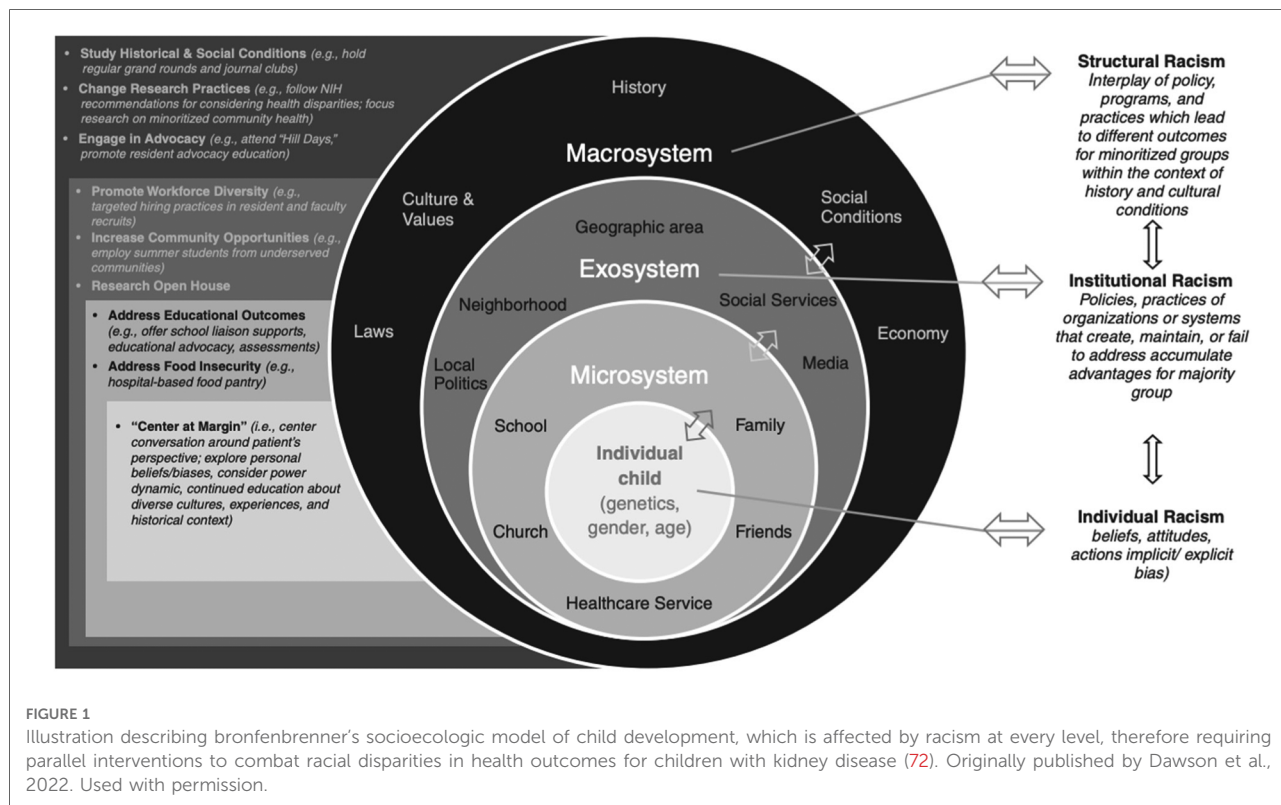 • Study Historical & Social Conditions (e.g., hold
regular grand rounds and journal clubs)
• Change Research Practices (e.g., follow NIH
recommendations for considering health disparities; focus
research on minoritized community health)
• Engage in Advocacy (e.g., attend "Hill Days,"
promote resident advocacy education)
• Promote Workforce Diversity (e.g.,
targeted hiring practices in resident and faculty
recruits)
• Increase Community Opportunities (e.g.,
employ summer students from underserved
communities)
• Research Open House
• Address Educational Outcomes
(e.g., offer school liaison supports,
educational advocacy, assessments)
• Address Food Insecurity (e.g.,
hospital-based food pantry)
• "Center at Margin" (i.e., center
conversation around patient's
perspective; explore personal
beliefs/biases, consider power
dynamic, continued education about
diverse cultures, experiences, and
historical context)
History
Macrosystem
Culture &
Values
Social
Conditions
Laws
Economy
Geographic area
Exosystem
Neighborhood
Social Services
Local
Politics
Media
Microsystem
School
Family
Church
Friends
Healthcare Service
Individual
child
(genetics,
gender, age)
Structural Racism
Interplay of policy,
programs, and
practices which lead
to different outcomes
for minoritized groups
within the context of
history and cultural
conditions
Institutional Racism
Policies, practices of
organizations or systems
that create, maintain, or fail
to address accumulate
advantages for majority
group
Individual Racism
beliefs, attitudes,
actions implicit/ explicit
bias)
FIGURE 1
Illustration describing bronfenbrenner's socioecologic model of child development, which is affected by racism at every level, therefore requiring
parallel interventions to combat racial disparities in health outcomes for children with kidney disease (72). Originally published by Dawson et al.,
2022. Used with permission.